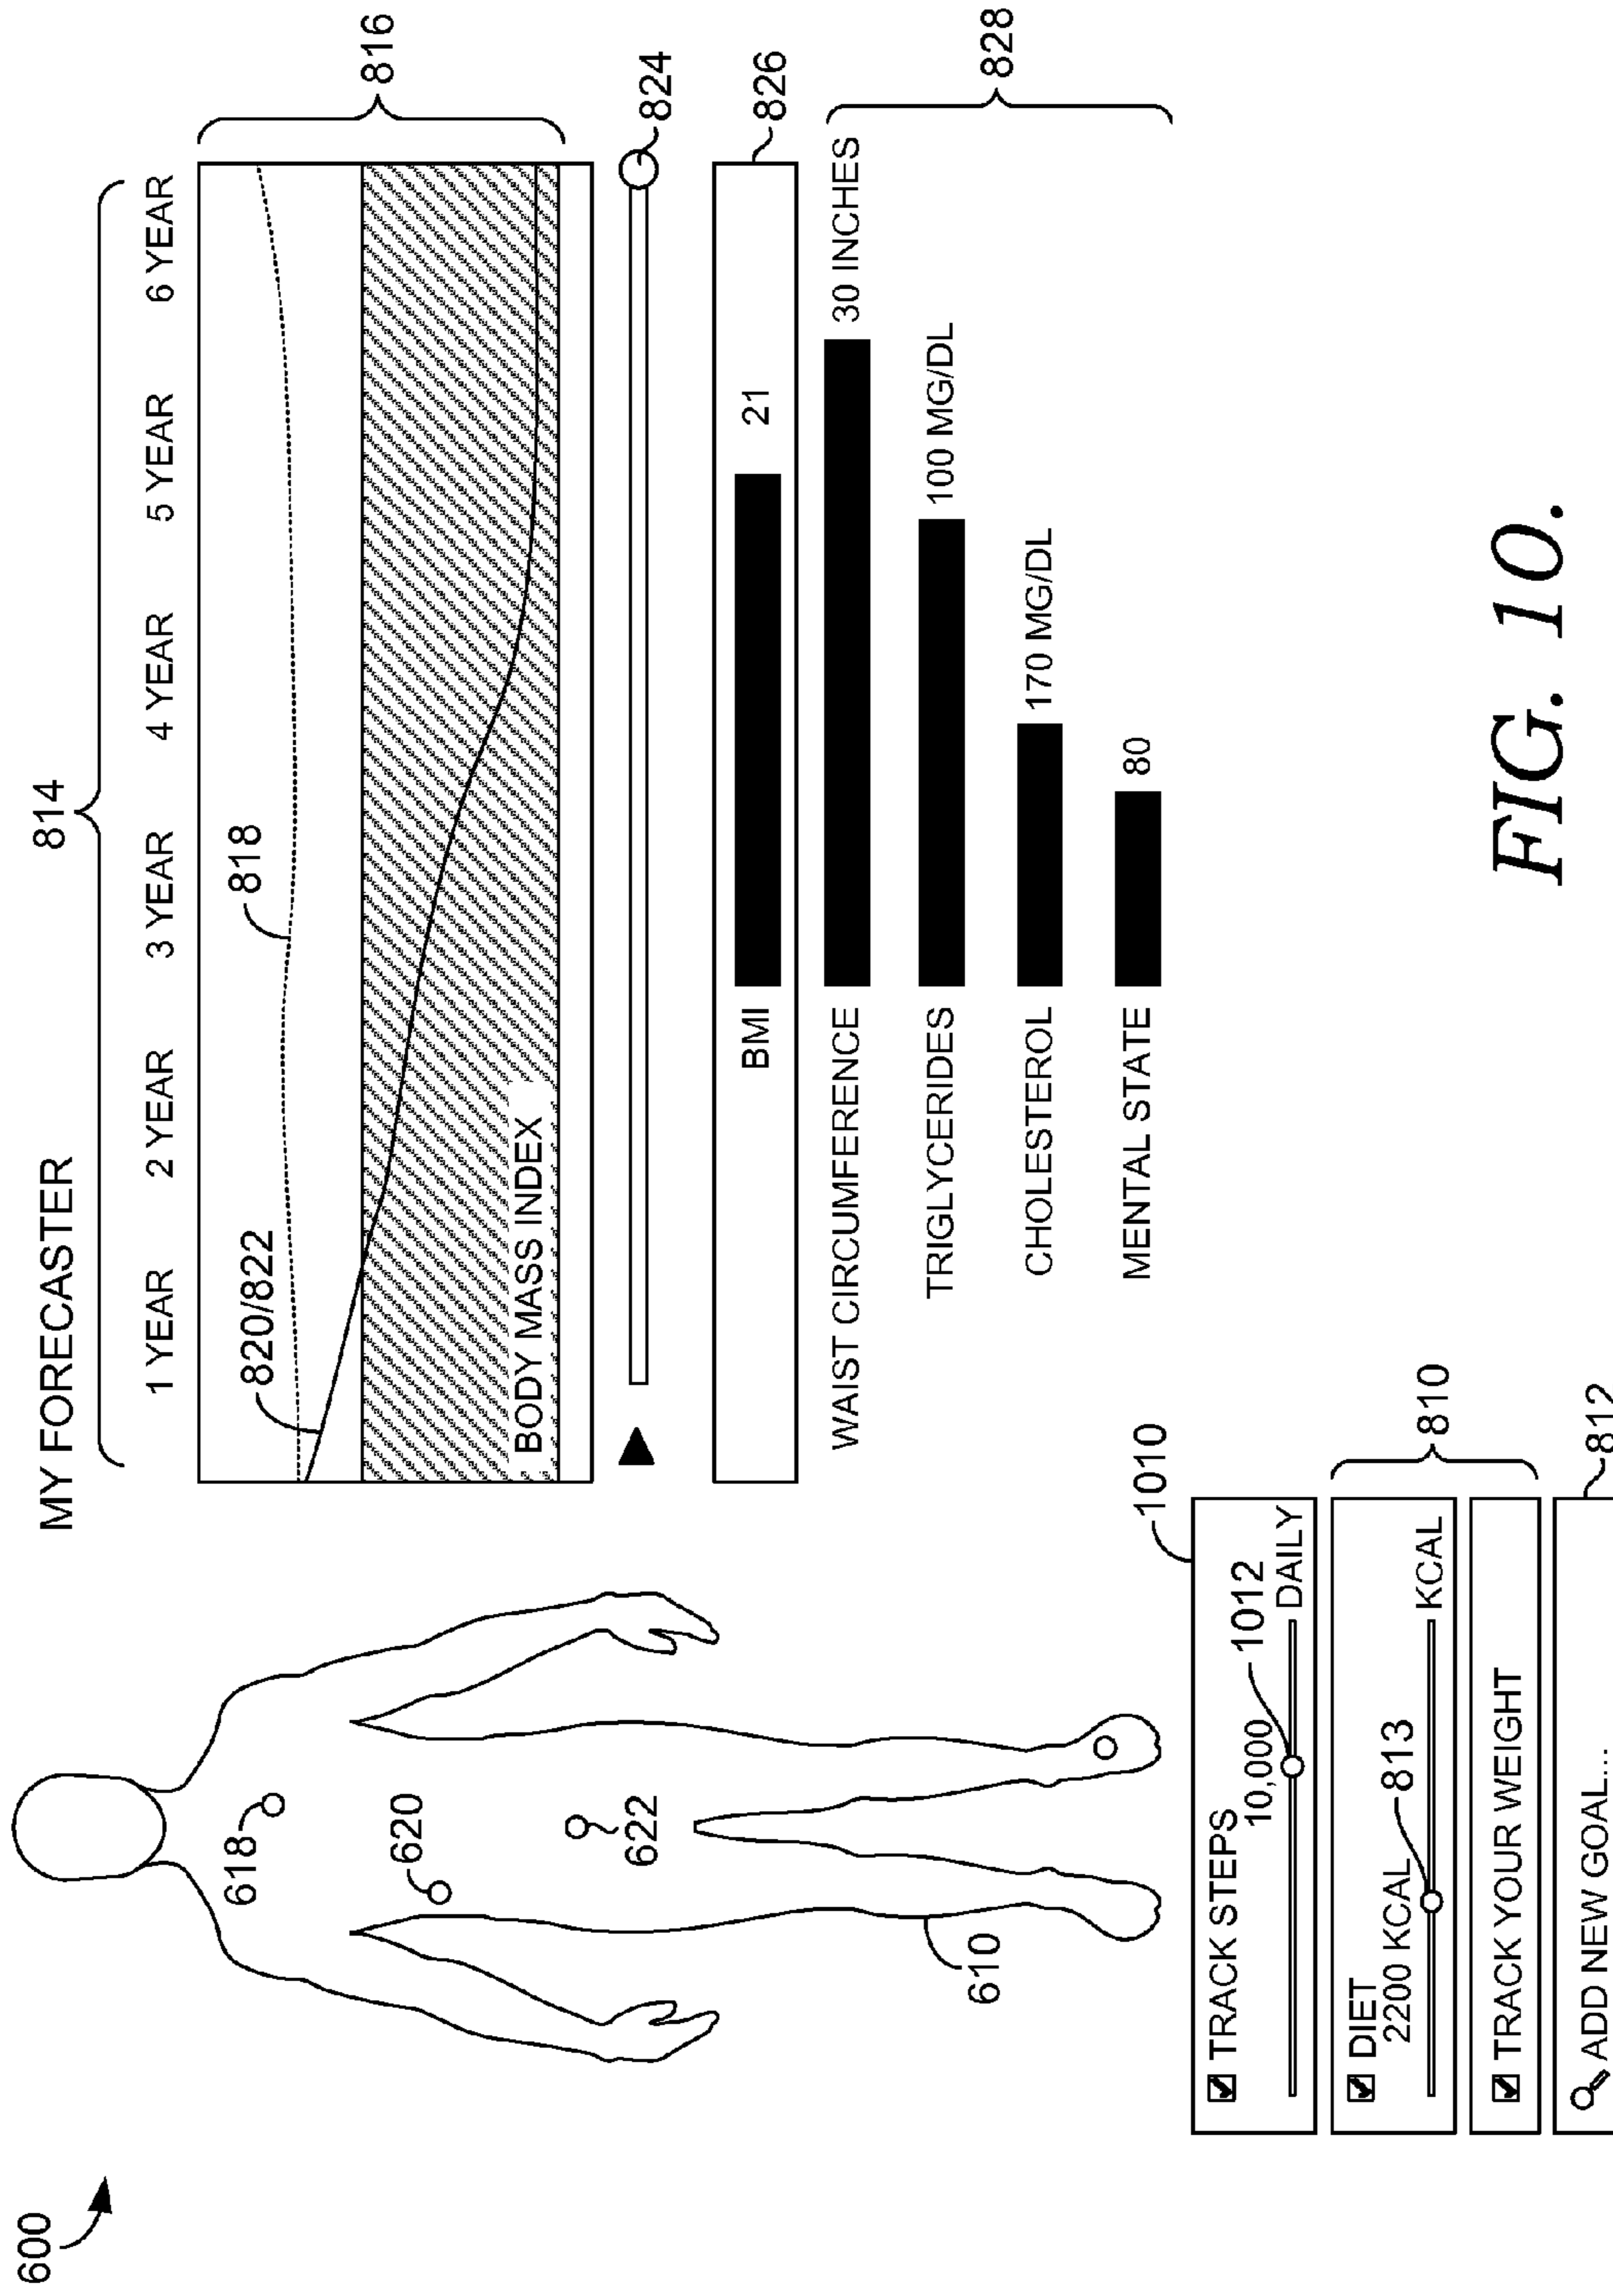 600
MY FORECASTER
814
1 YEAR 2 YEAR 3 YEAR 4 YEAR 5 YEAR 6 YEAR
820/822
818
816
BODY MASS INDEX
824
826
BMI 21
WAIST CIRCUMFERENCE 30 INCHES
TRIGLYCERIDES 100 MG/DL
CHOLESTEROL 170 MG/DL
MENTAL STATE 80
828
618
620
622
610
1010
TRACK STEPS
10,000
1012
DAILY
DIET
2200 KCAL
813
KCAL
810
TRACK YOUR WEIGHT
ADD NEW GOAL...
812
FIG. 10.